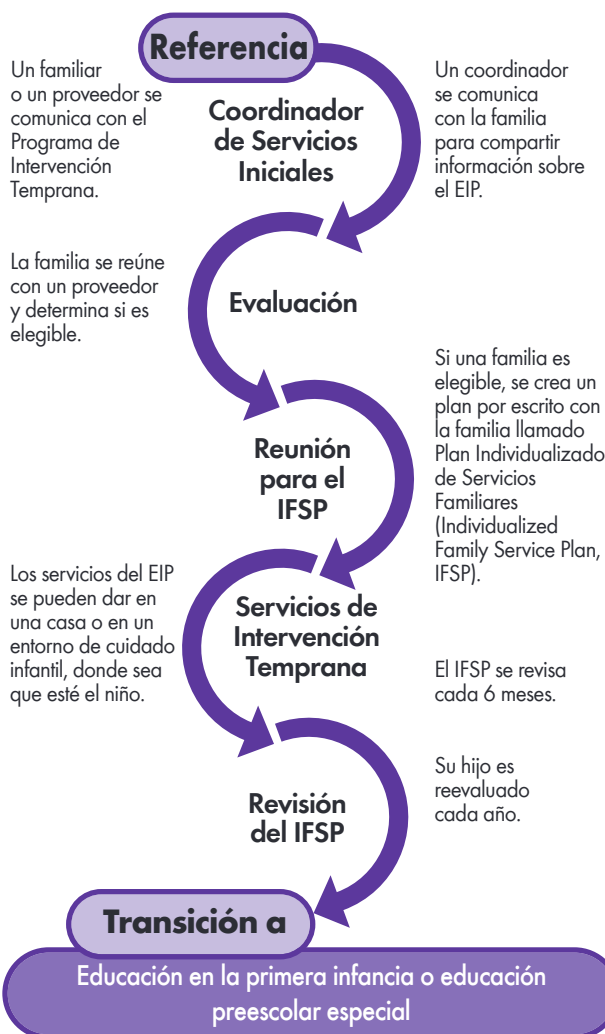 Referencia
Un familiar
o un proveedor se
comunica con el
Programa de
Intervención
Temprana.
Coordinador
de Servicios
Iniciales
Un coordinador
se comunica
con la familia
para compartir
información sobre
el EIP.
La familia se reúne
con un proveedor
y determina si es
elegible.
Evaluación
Reunión
para el
IFSP
Si una familia es
elegible, se crea un
plan por escrito con
la familia llamado
Plan Individualizado
de Servicios
Familiares
(Individualized
Family Service Plan,
IFSP).
Los servicios del EIP
se pueden dar en
una casa o en un
entorno de cuidado
infantil, donde sea
que esté el niño.
Servicios de
Intervención
Temprana
El IFSP se revisa
cada 6 meses.
Revisión
del IFSP
Su hijo es
reevaluado
cada año.
Transición a
Educación en la primera infancia o educación
preescolar especial